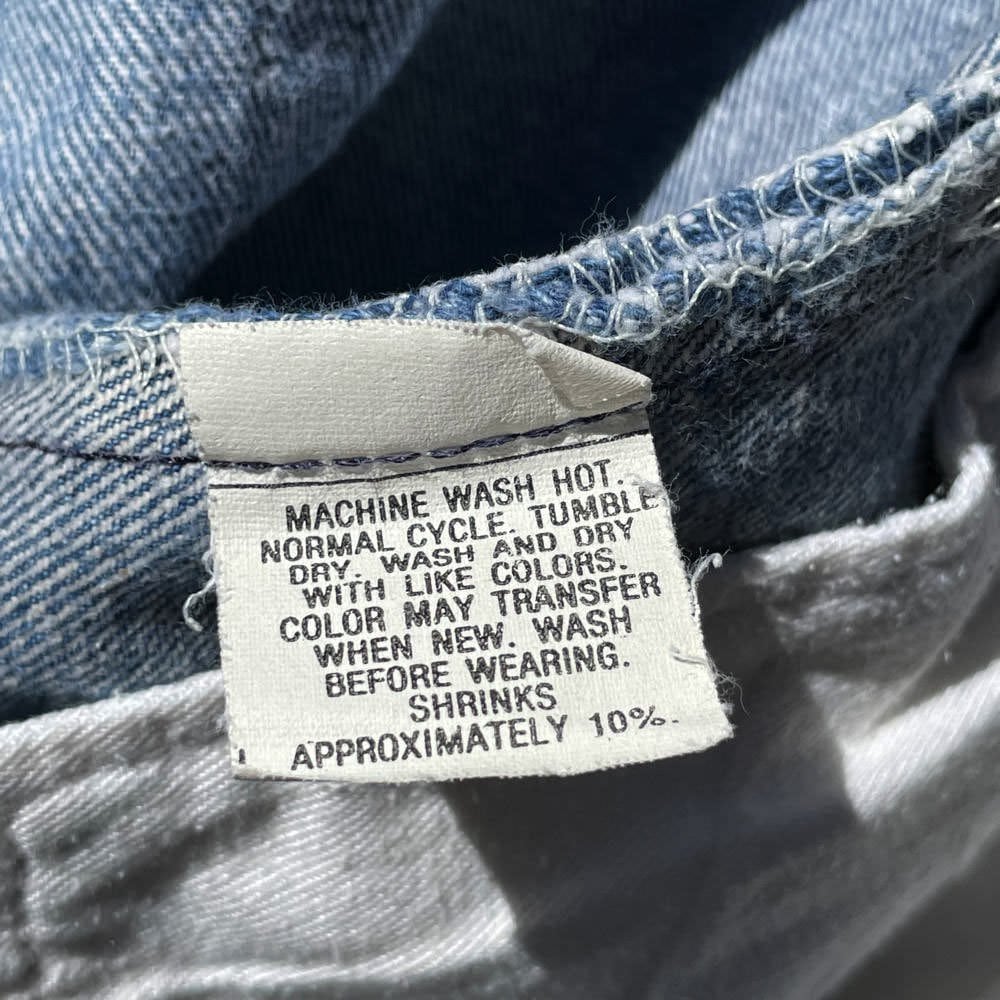 MACHINE WASH HOT.
NORMAL CYCLE. TUMBLE
DRY. WASH AND DRY
WITH LIKE COLORS.
COLOR MAY TRANSFER
WHEN NEW. WASH
BEFORE WEARING.
SHRINKS
APPROXIMATELY 10%.